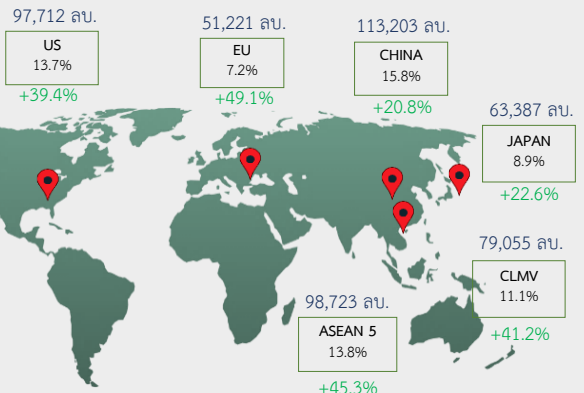 97,712 ลบ.
US
13.7%
+39.4%
51,221 ลบ.
EU
7.2%
+49.1%
113,203 ลบ.
CHINA
15.8%
+20.8%
63,387 ลบ.
JAPAN
8.9%
+22.6%
79,055 ลบ.
CLMV
11.1%
+41.2%
98,723 ลบ.
ASEAN 5
13.8%
+45.3%